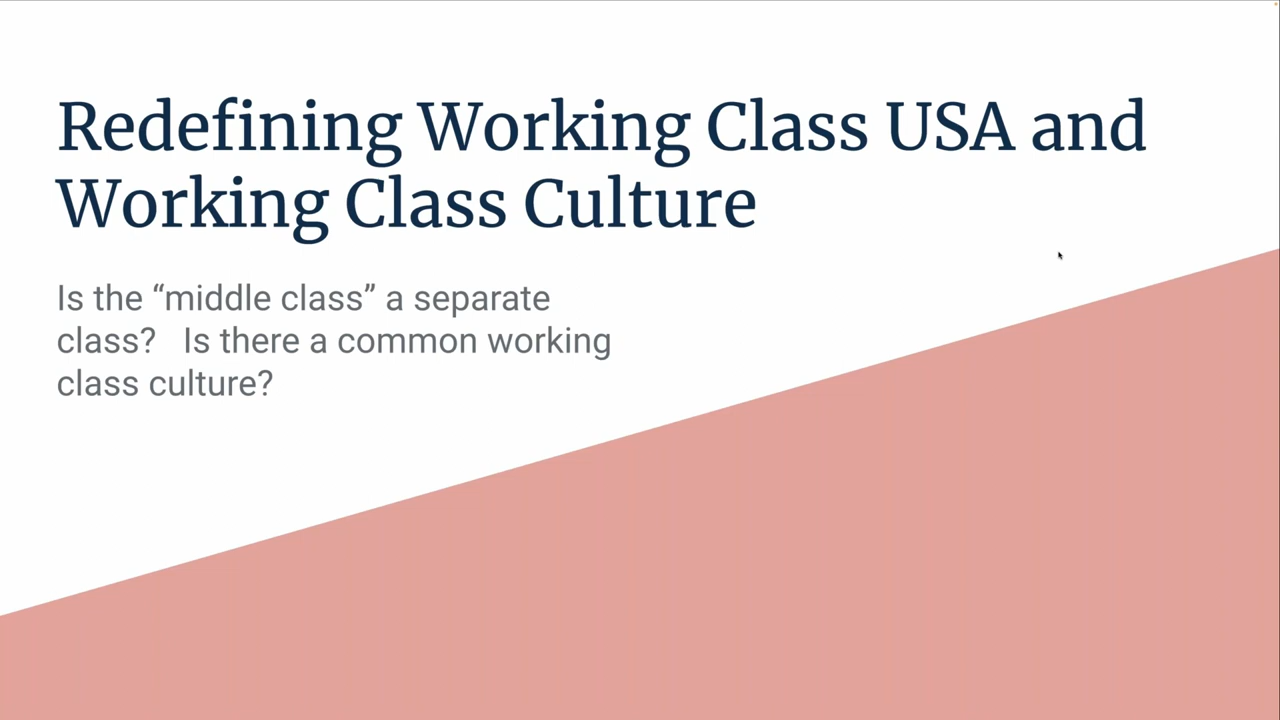 Redefining Working Class USA and
Working Class Culture
Is the “middle class” a separate
class?   Is there a common working
class culture?